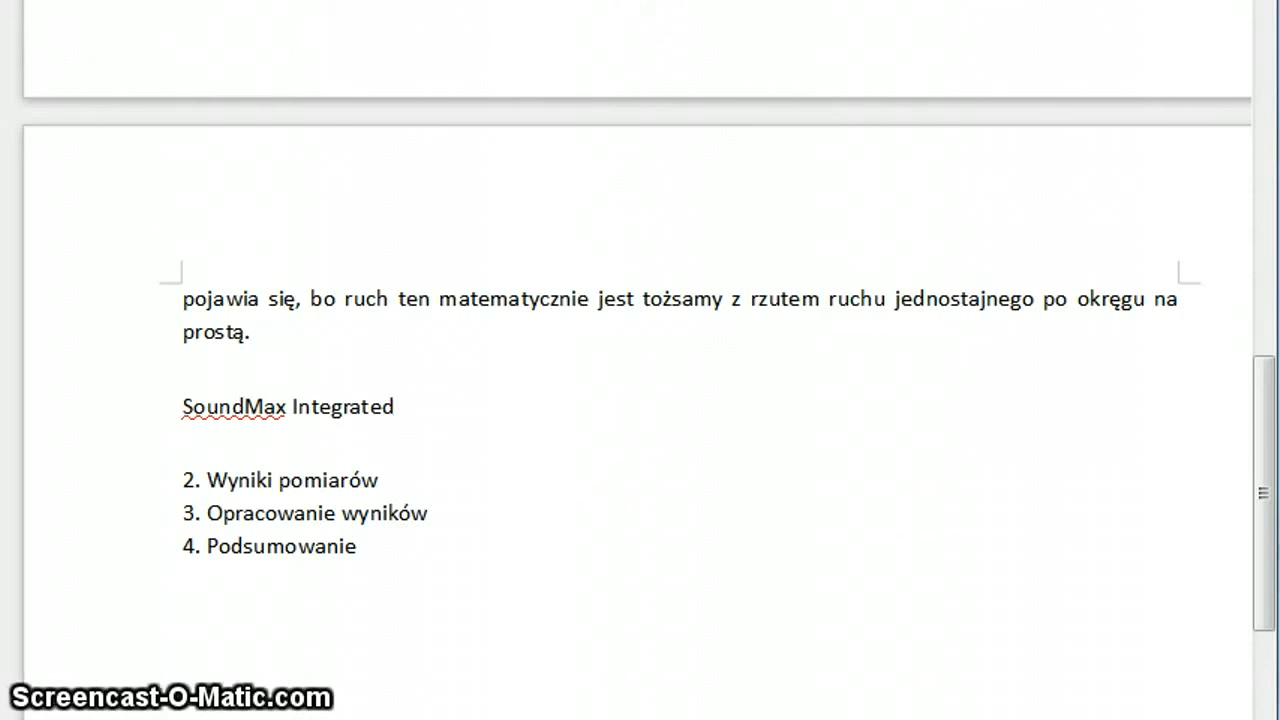 pojawia się, bo ruch ten matematycznie jest tożsamy z rzutem ruchu jednostajnego po okręgu na
prostą.
SoundMax Integrated
2. Wyniki pomiarów
3. Opracowanie wyników
4. Podsumowanie
Screencast-O-Matic.com